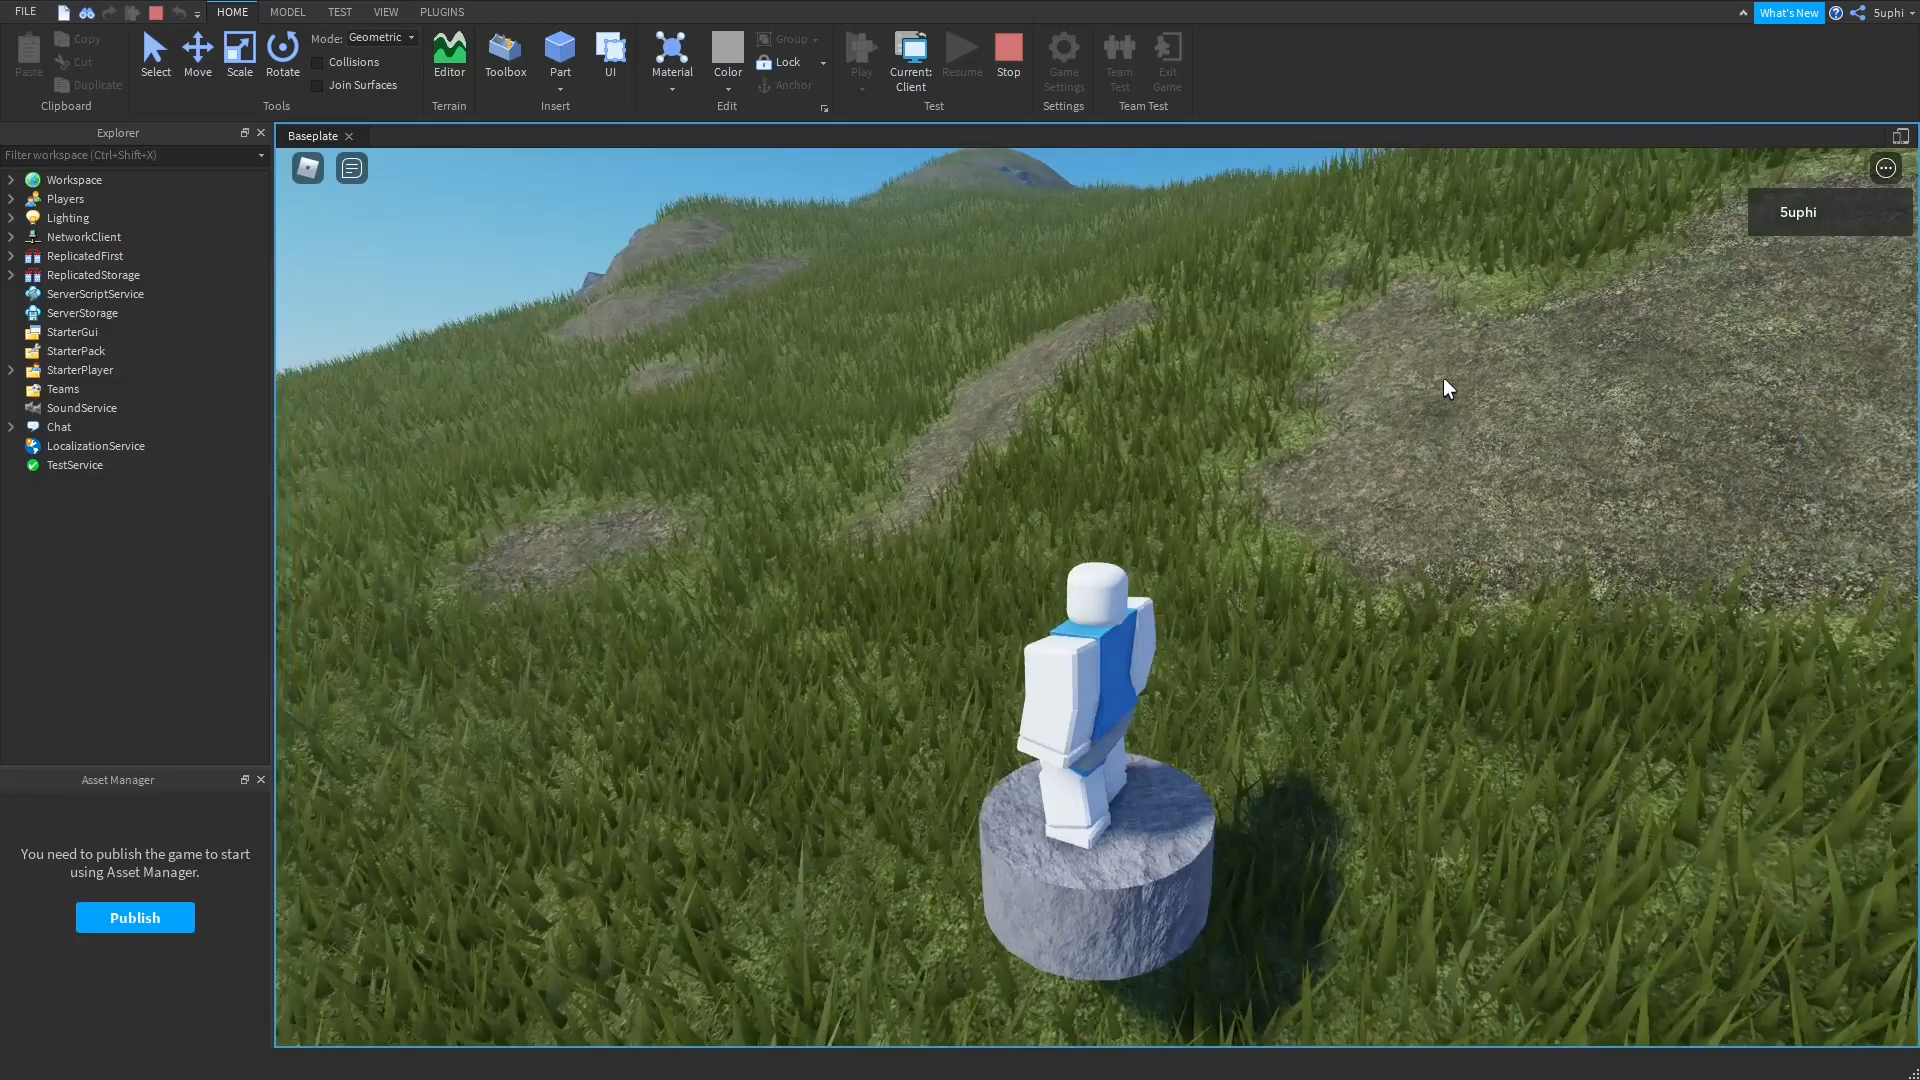 FILE
HOME
MODEL
TEST
VIEW
PLUGINS
What's New
5uphi
Paste
Copy
Cut
Duplicate
Clipboard
Select
Move
Scale
Rotate
Mode: Geometric
Collisions
Join Surfaces
Tools
Editor
Terrain
Toolbox
Part
UI
Insert
Material
Color
Group
Lock
Anchor
Edit
Play
Current:
Client
Resume
Stop
Test
Game
Settings
Settings
Team
Test
Exit
Game
Team Test
Explorer
Filter workspace (Ctrl+Shift+X)
Workspace
Players
Lighting
NetworkClient
ReplicatedFirst
ReplicatedStorage
ServerScriptService
ServerStorage
StarterGui
StarterPack
StarterPlayer
Teams
SoundService
Chat
LocalizationService
TestService
Asset Manager
You need to publish the game to start
using Asset Manager.
Publish
Baseplate
5uphi